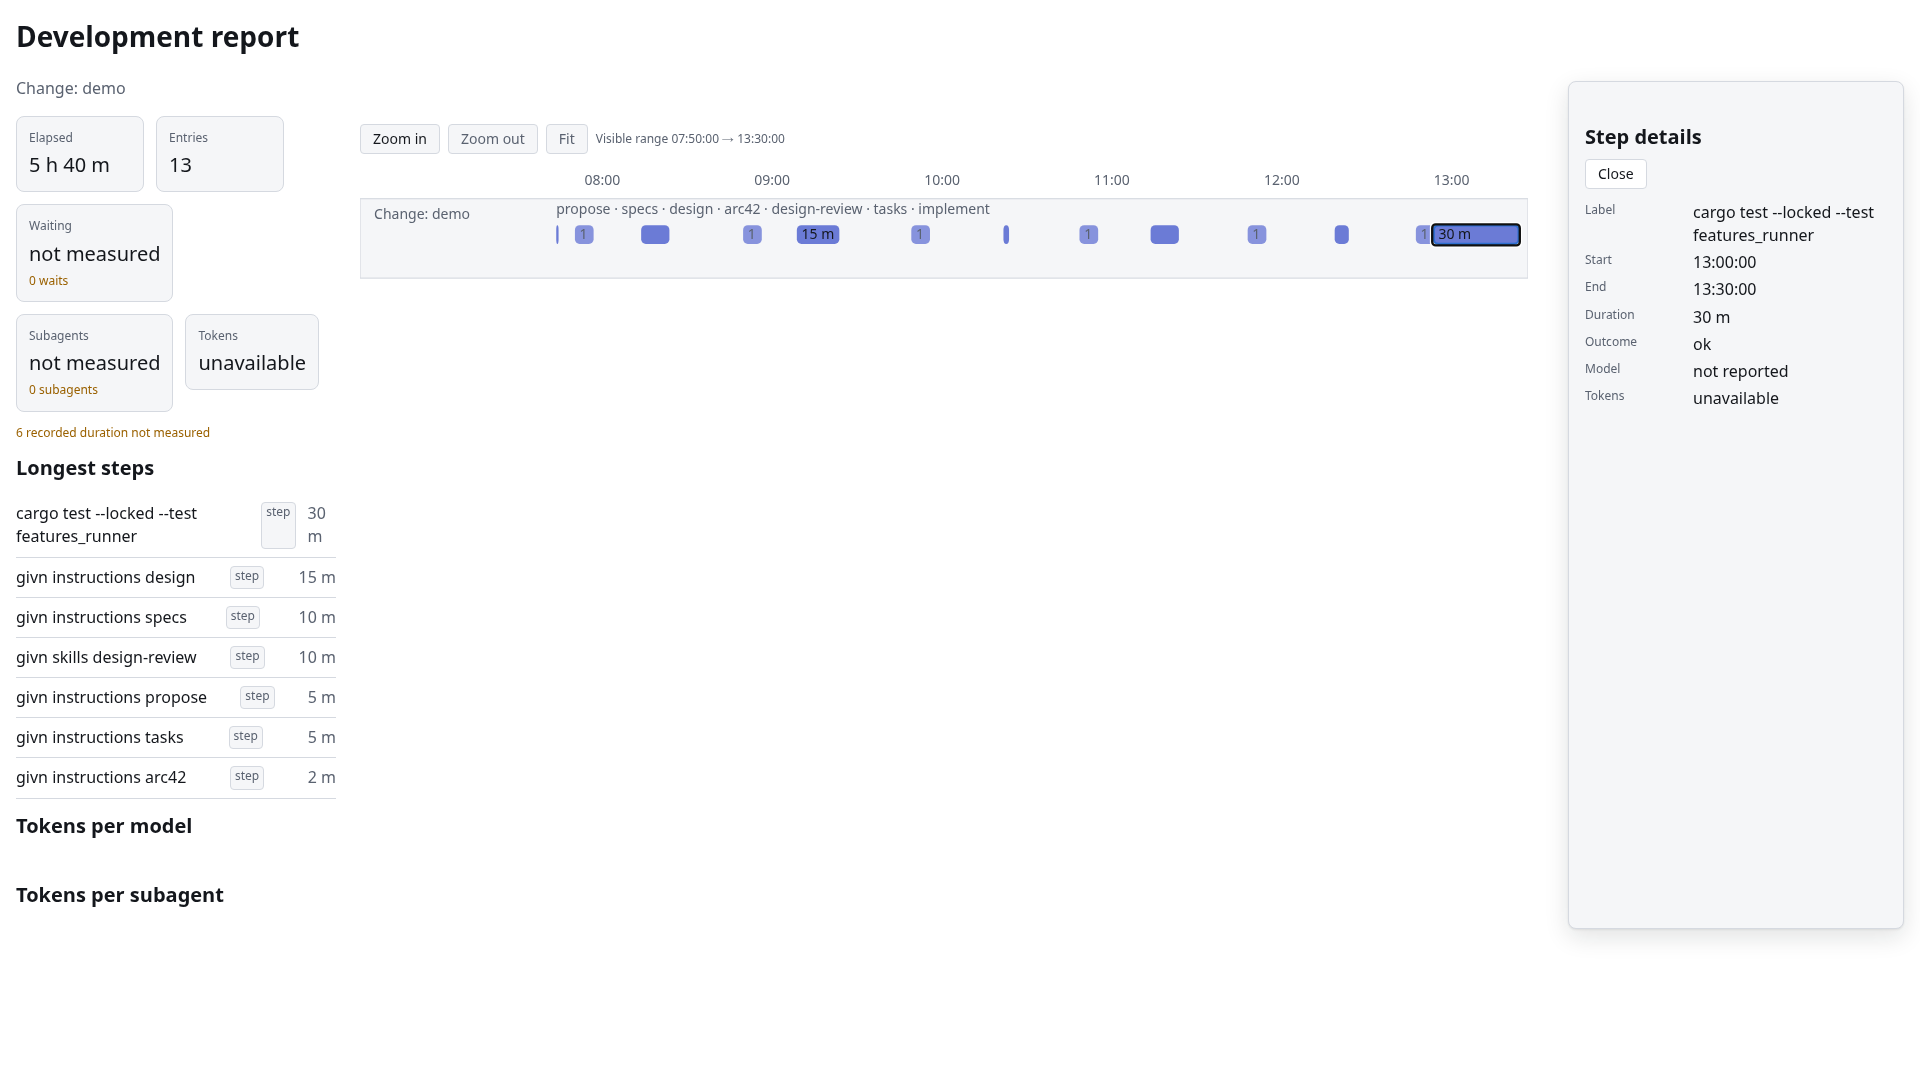 Development report
Change: demo
Elapsed
5 h 40 m
Entries
13
Waiting
not measured
0 waits
Subagents
not measured
0 subagents
Tokens
unavailable
6 recorded duration not measured
Longest steps
cargo test --locked --test
features_runner
step
30
m
givn instructions design step 15 m
givn instructions specs step 10 m
givn skills design-review step 10 m
givn instructions propose step 5 m
givn instructions tasks step 5 m
givn instructions arc42 step 2 m
Tokens per model
Tokens per subagent
Zoom in Zoom out Fit Visible range 07:50:00 → 13:30:00
08:00 09:00 10:00 11:00 12:00 13:00
Change: demo
propose · specs · design · arc42 · design-review · tasks · implement
1 1 15 m 1 1 1 1 30 m
Step details
Close
Label cargo test --locked --test
features_runner
Start 13:00:00
End 13:30:00
Duration 30 m
Outcome ok
Model not reported
Tokens unavailable